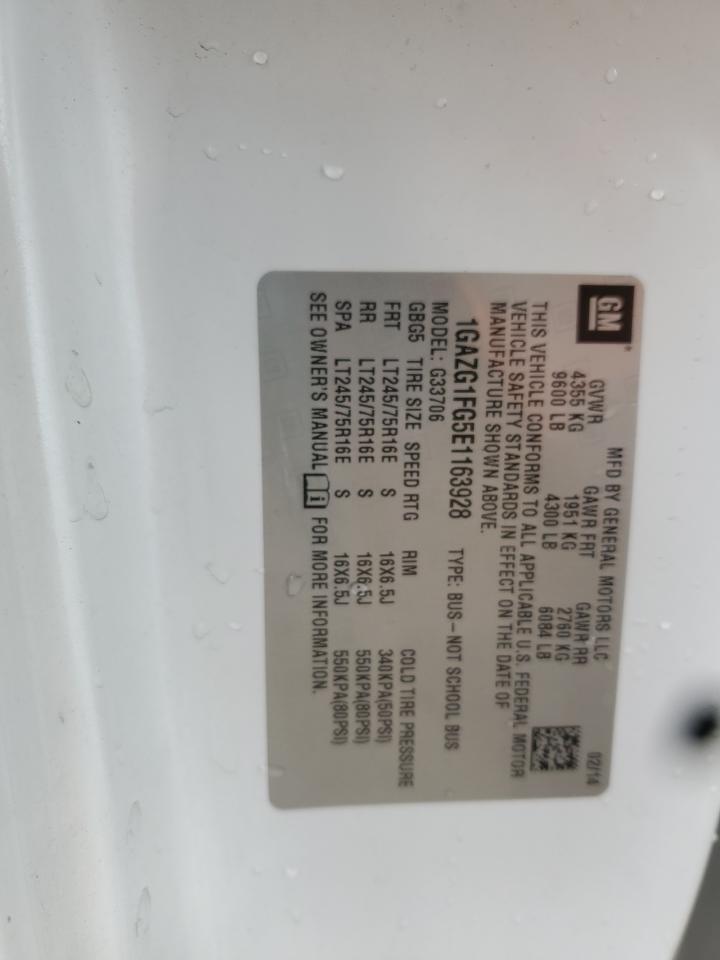 GM
MFD BY GENERAL MOTORS LLC 02/14
GVWR GAWR FRT GAWR RR
4355 KG 1951 KG 2760 KG
9600 LB 4300 LB 6084 LB
THIS VEHICLE CONFORMS TO ALL APPLICABLE U.S. FEDERAL MOTOR
VEHICLE SAFETY STANDARDS IN EFFECT ON THE DATE OF
MANUFACTURE SHOWN ABOVE.
1GAZG1FG5E1163928 TYPE: BUS–NOT SCHOOL BUS
MODEL: G33706
GBG5 TIRE SIZE SPEED RTG RIM COLD TIRE PRESSURE
FRT LT245/75R16E S 16X6.5J 340KPA(50PSI)
RR LT245/75R16E S 16X6.5J 550KPA(80PSI)
SPA LT245/75R16E S 16X6.5J 550KPA(80PSI)
SEE OWNER'S MANUAL i FOR MORE INFORMATION.